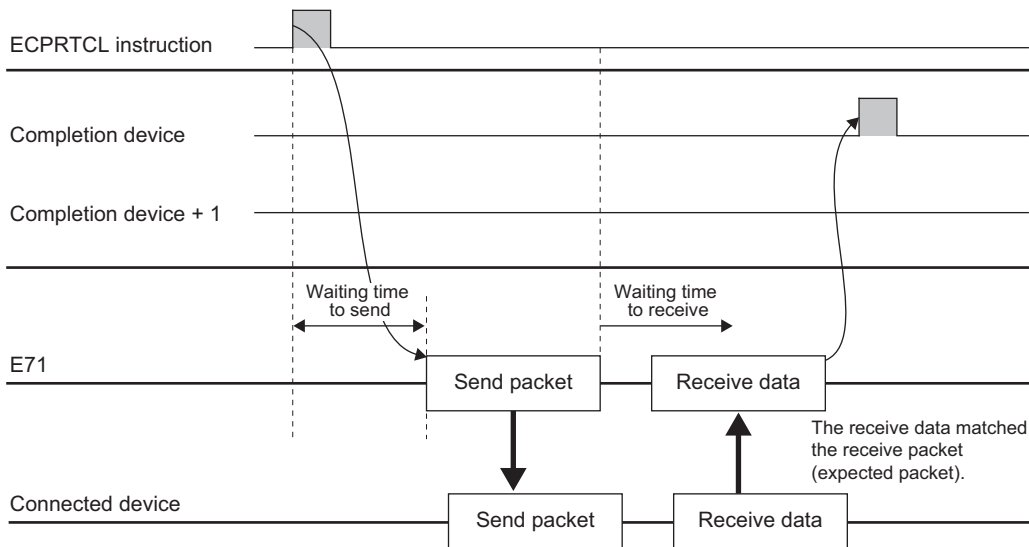 ECPRTCL instruction
Completion device
Completion device + 1
Waiting time
to send
Waiting time
to receive
E71
Send packet
Receive data
The receive data matched
the receive packet
(expected packet).
Connected device
Send packet
Receive data